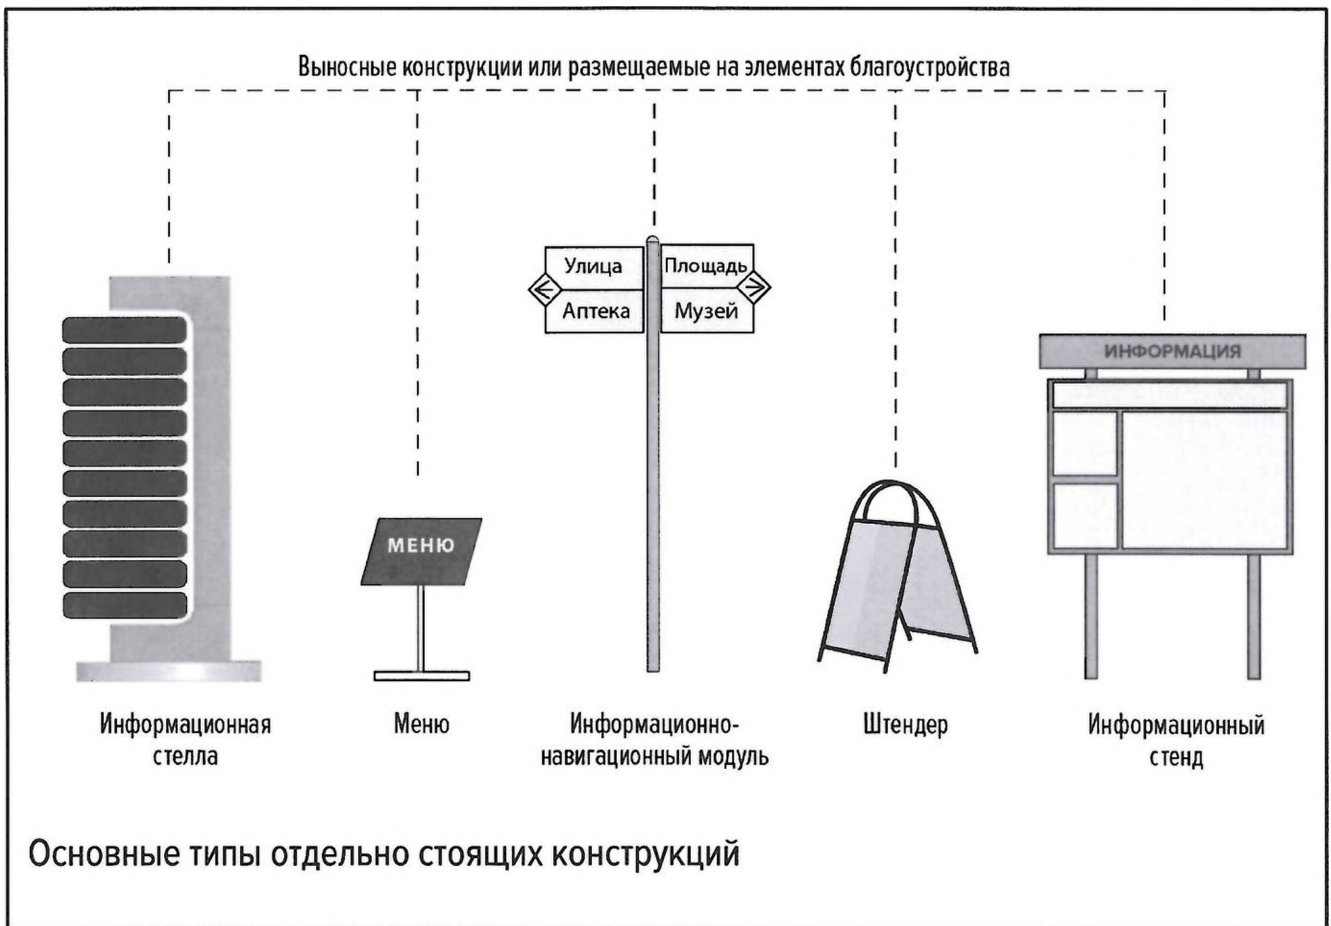 Выносные конструкции или размещаемые на элементах благоустройства
Улица
Площадь
Аптека
Музей
ИНФОРМАЦИЯ
МЕНЮ
Информационная
стелла
Меню
Информационно-
навигационный модуль
Штендер
Информационный
стенд
Основные типы отдельно стоящих конструкций